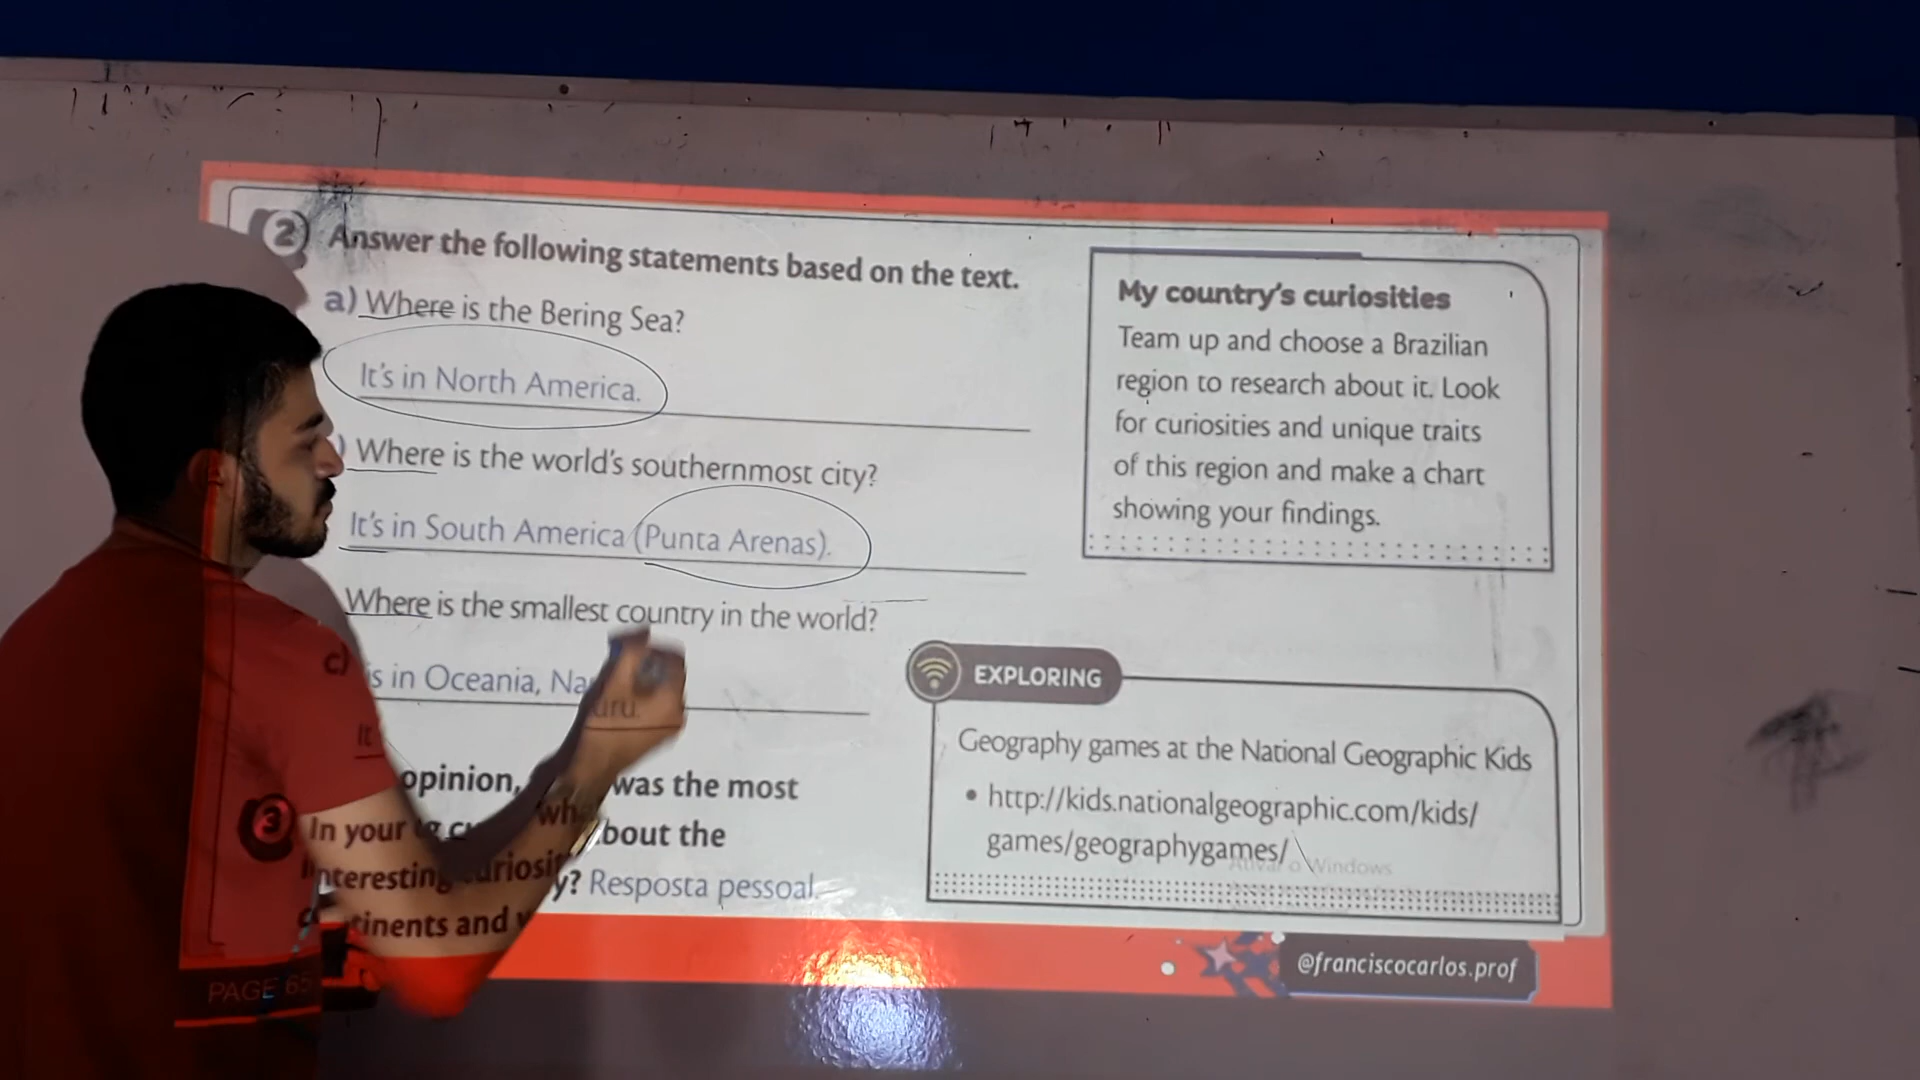 2 Answer the following statements based on the text.
a) Where is the Bering Sea?
It's in North America.
) Where is the world's southernmost city?
It's in South America (Punta Arenas).
c) Where is the smallest country in the world?
It is in Oceania,
3 In your opinion, was the most
interesting about the
and y? Resposta pessoal.
PAGE 65
My country's curiosities
Team up and choose a Brazilian
region to research about it. Look
for curiosities and unique traits
of this region and make a chart
showing your findings.
EXPLORING
Geography games at the National Geographic Kids
• http://kids.nationalgeographic.com/kids/
games/geographygames/
Ativar o Windows
@franciscocarlos.prof